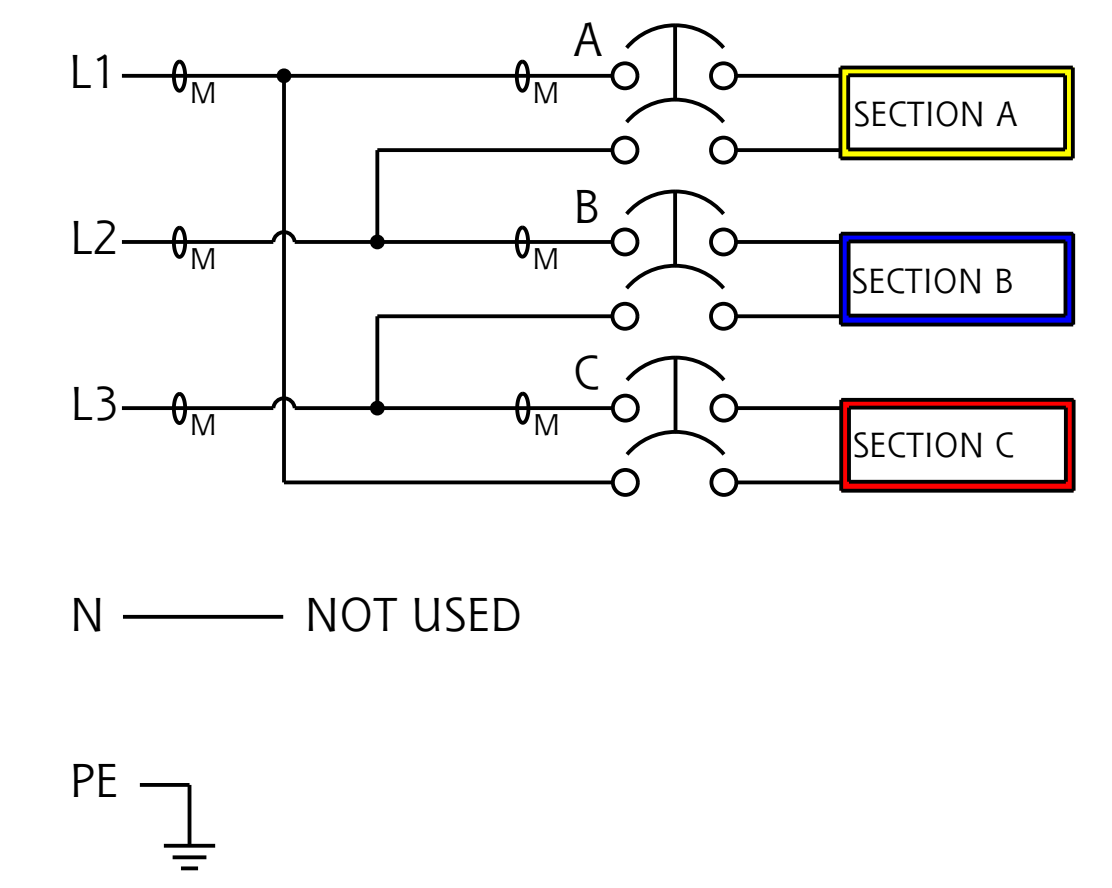 A
L1
M
M
SECTION A
B
L2
M
M
SECTION B
C
L3
M
M
SECTION C
N NOT USED
PE